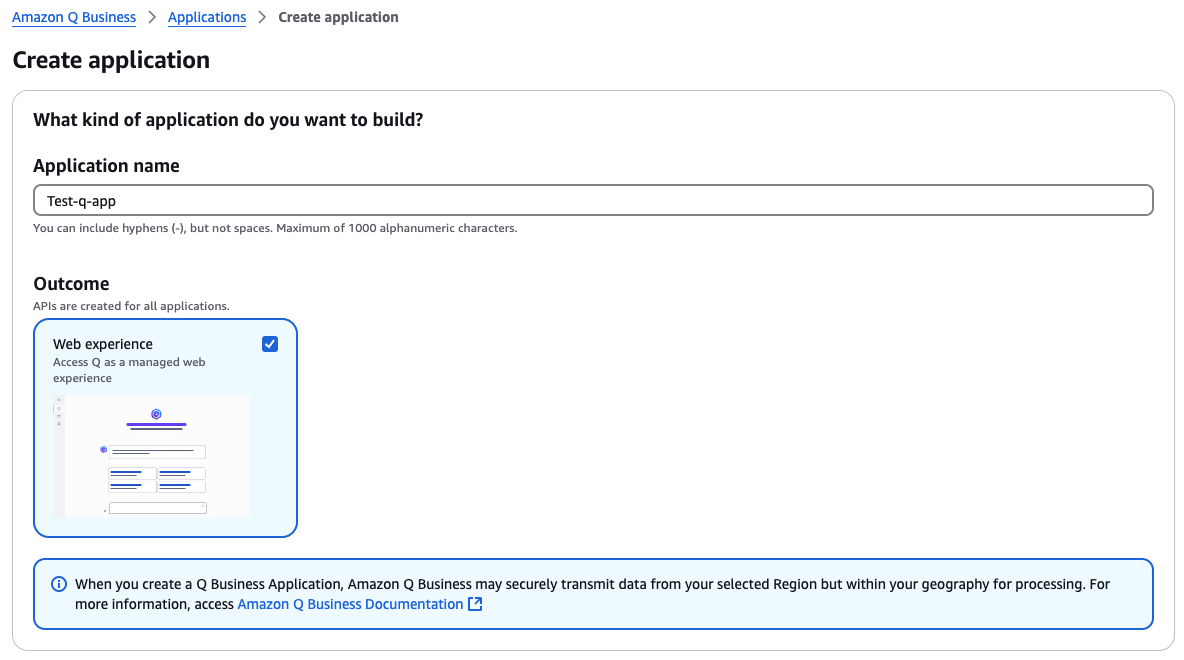 Amazon Q Business > Applications > Create application
Create application
What kind of application do you want to build?
Application name
Test-q-app
You can include hyphens (-), but not spaces. Maximum of 1000 alphanumeric characters.
Outcome
APIs are created for all applications.
Web experience
Access Q as a managed web
experience
When you create a Q Business Application, Amazon Q Business may securely transmit data from your selected Region but within your geography for processing. For
more information, access Amazon Q Business Documentation